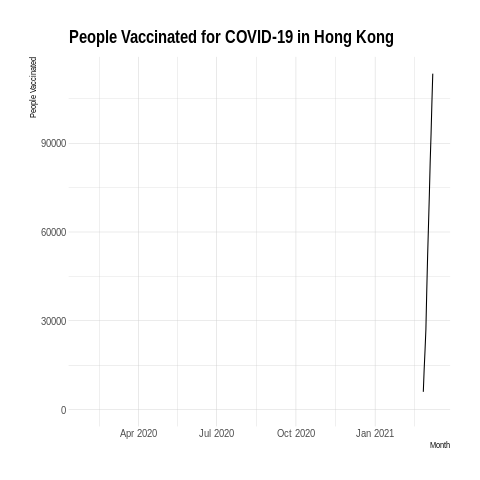 People Vaccinated for COVID-19 in Hong Kong
People Vaccinated
90000
60000
30000
0
Apr 2020
Jul 2020
Oct 2020
Jan 2021
Month